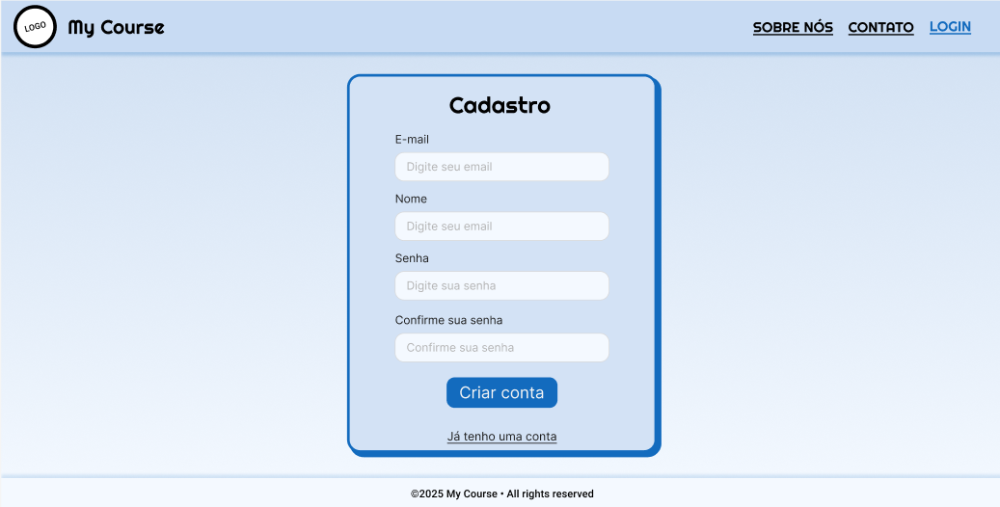 LOGO
My Course
SOBRE NÓS
CONTATO
LOGIN
Cadastro
E-mail
Digite seu email
Nome
Digite seu email
Senha
Digite sua senha
Confirme sua senha
Confirme sua senha
Criar conta
Já tenho uma conta
©2025 My Course • All rights reserved